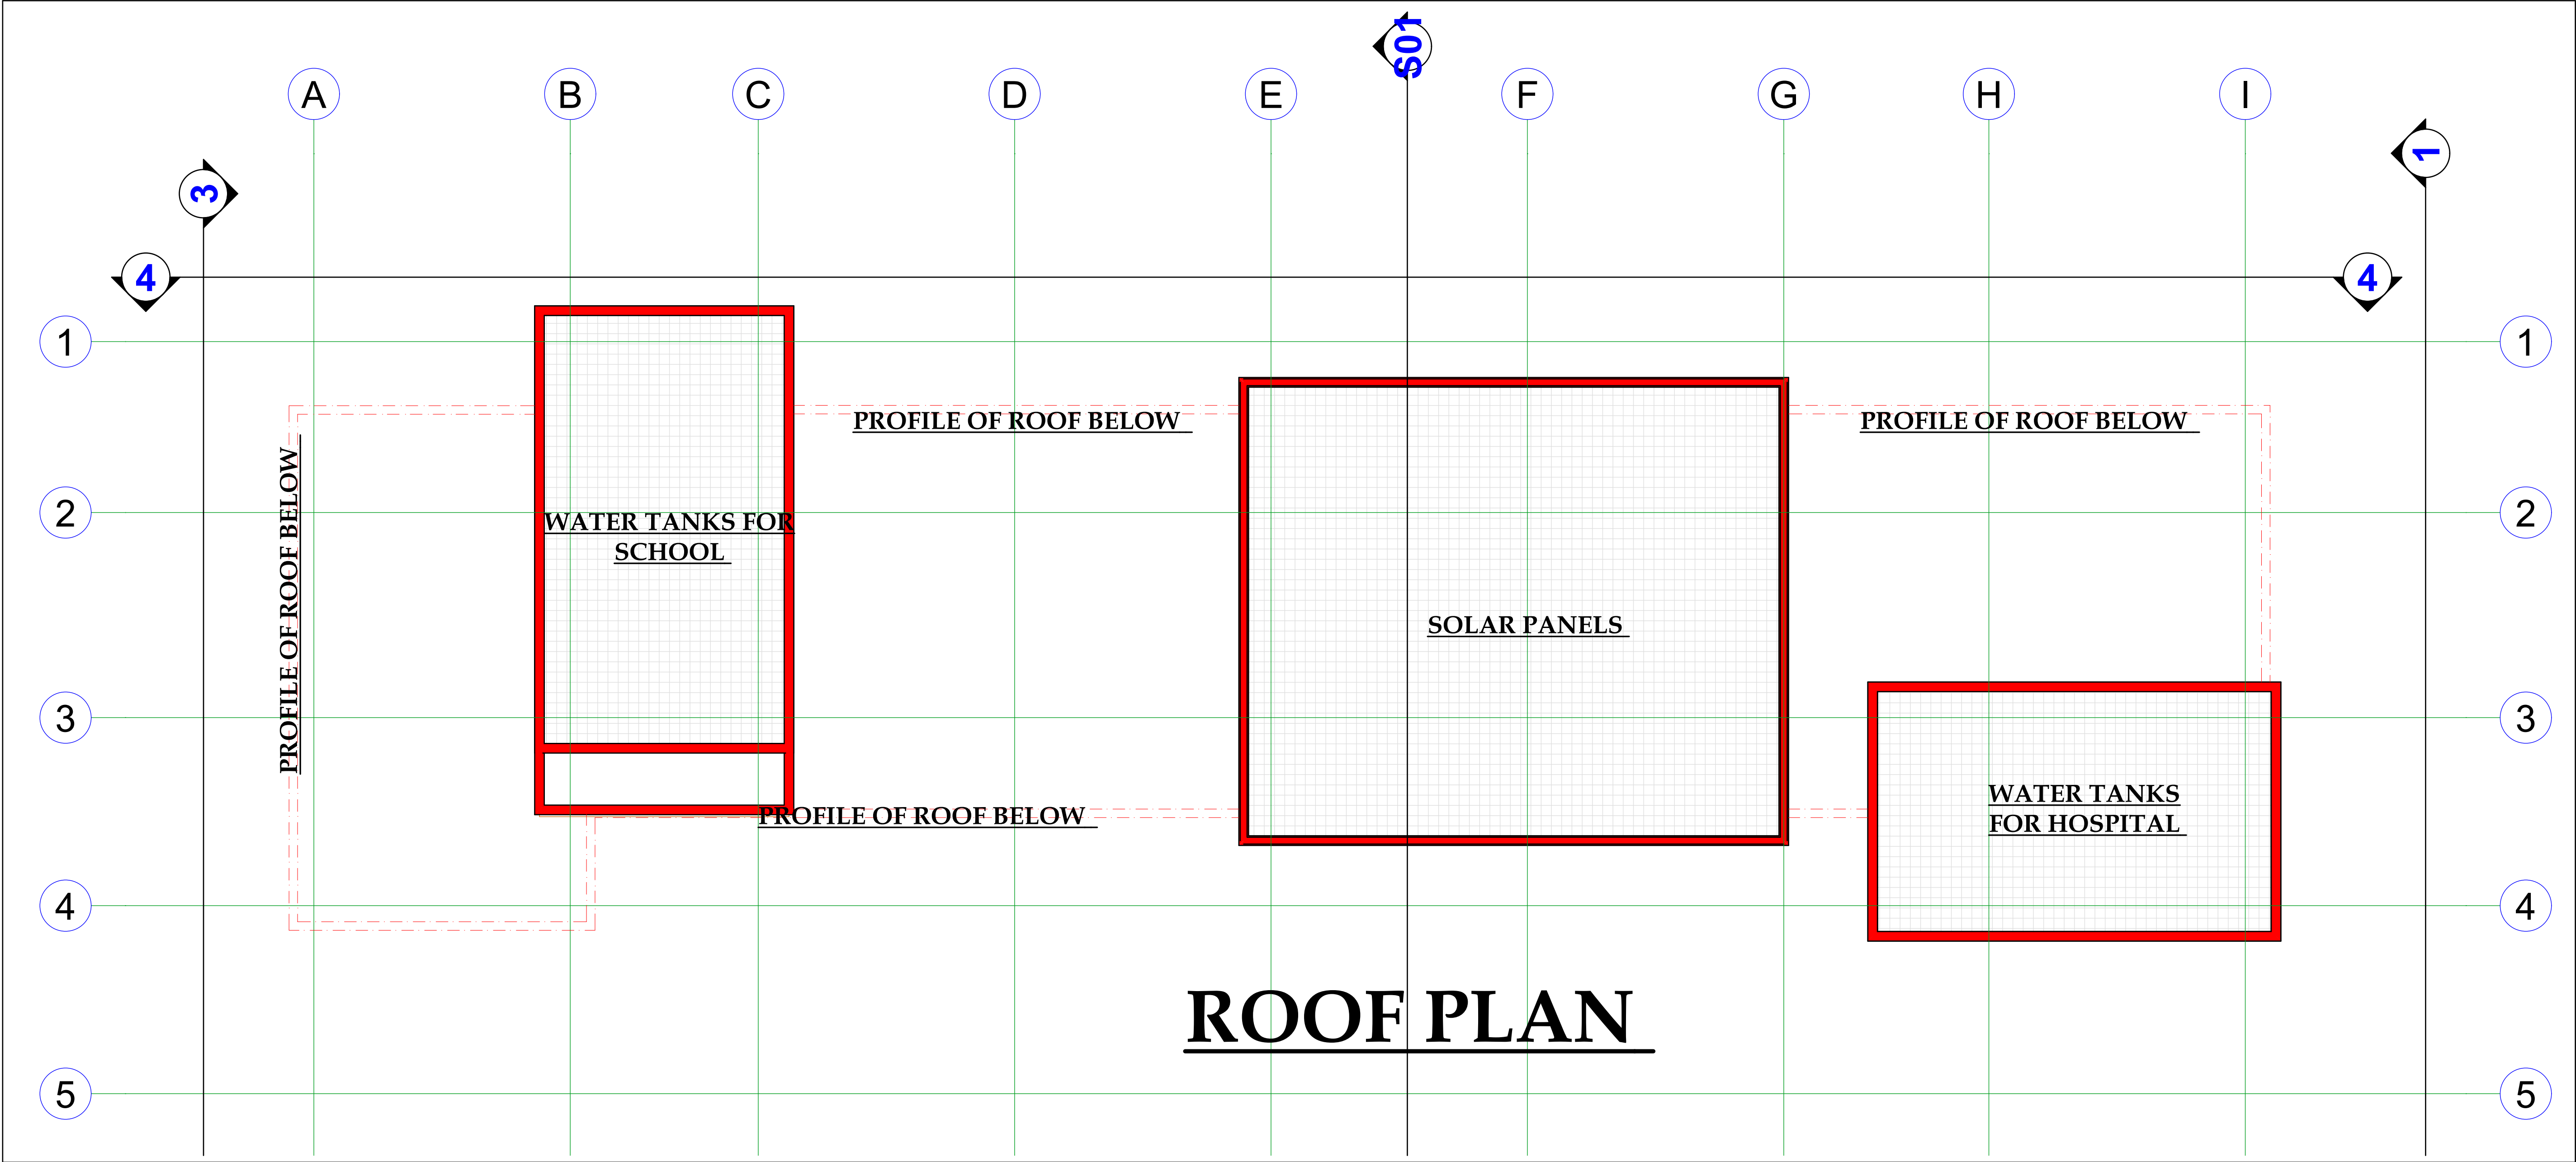 S01
A
B
C
D
E
F
G
H
I
1
3
4
4
1
1
PROFILE OF ROOF BELOW
PROFILE OF ROOF BELOW
PROFILE OF ROOF BELOW
2
2
WATER TANKS FOR
SCHOOL
SOLAR PANELS
3
3
WATER TANKS
FOR HOSPITAL
PROFILE OF ROOF BELOW
4
4
ROOF PLAN
5
5